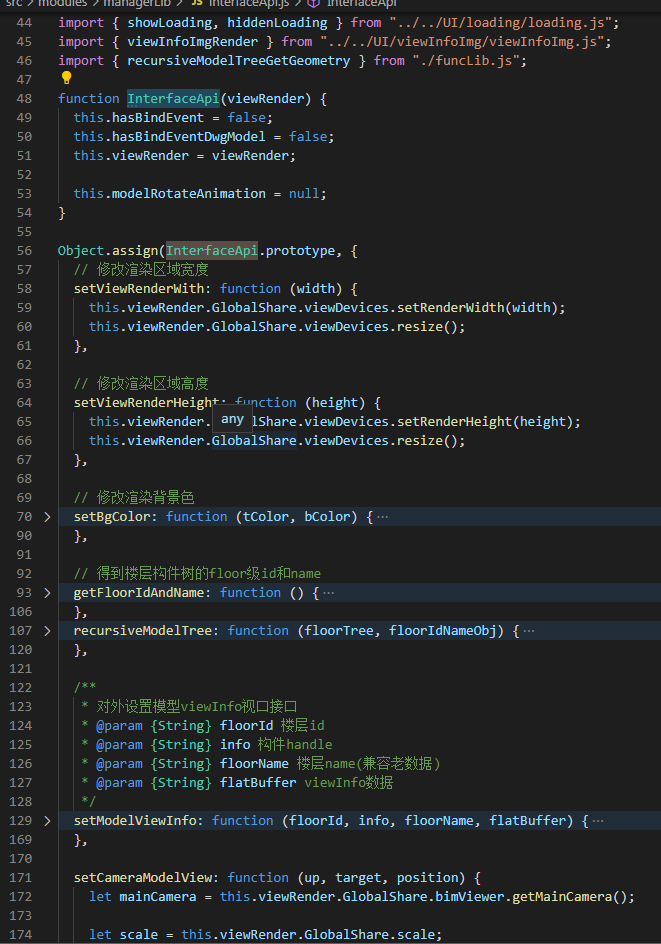 src > modules > managerLib > JS InterfaceApi.js > InterfaceApi
44 import { showLoading, hiddenLoading } from "../../UI/loading/loading.js";
45 import { viewInfoImgRender } from "../../UI/viewInfoImg/viewInfoImg.js";
46 import { recursiveModelTreeGetGeometry } from "./funcLib.js";
47
48 function InterfaceApi(viewRender) {
49 this.hasBindEvent = false;
50 this.hasBindEventDwgModel = false;
51 this.viewRender = viewRender;
52
53 this.modelRotateAnimation = null;
54 }
55
56 Object.assign(InterfaceApi.prototype, {
57 // 修改渲染区域宽度
58 setViewRenderWith: function (width) {
59 this.viewRender.GlobalShare.viewDevices.setRenderWidth(width);
60 this.viewRender.GlobalShare.viewDevices.resize();
61 },
62
63 // 修改渲染区域高度
64 setViewRenderHeight: function (height) {
any
65 this.viewRender.lShare.viewDevices.setRenderHeight(height);
66 this.viewRender.GlobalShare.viewDevices.resize();
67 },
68
69 // 修改渲染背景色
70 setBgColor: function (tColor, bColor) {…
90 },
91
92 // 得到楼层构件树的floor级id和name
93 getFloorIdAndName: function () {…
106 },
107 recursiveModelTree: function (floorTree, floorIdNameObj) {…
120 },
121
122 /**
123 * 对外设置模型viewInfo视口接口
124 * @param {String} floorId 楼层id
125 * @param {String} info 构件handle
126 * @param {String} floorName 楼层name(兼容老数据)
127 * @param {String} flatBuffer viewInfo数据
128 */
129 setModelViewInfo: function (floorId, info, floorName, flatBuffer) {…
169 },
170
171 setCameraModelView: function (up, target, position) {
172 let mainCamera = this.viewRender.GlobalShare.bimViewer.getMainCamera();
173
174 let scale = this.viewRender.GlobalShare.scale;